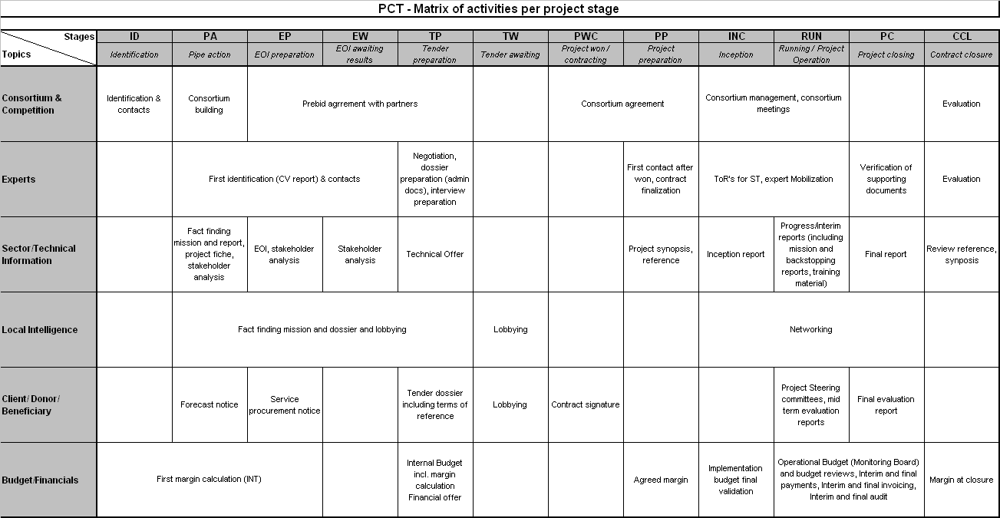 PCT - Matrix of activities per project stage
Stages
Topics
ID
PA
EP
EW
TP
TW
PWC
PP
INC
RUN
PC
CCL
Identification
Pipe action
EOI preparation
EOI awaiting
results
Tender
preparation
Tender awaiting
Project won /
contracting
Project
preparation
Inception
Running / Project
Operation
Project closing
Contract closure
Consortium &
Competition
Identification &
contacts
Consortium
building
Prebid agrrement with partners
Consortium agreement
Consortium management, consortium
meetings
Evaluation
Experts
First identification (CV report) & contacts
Negotiation,
dossier
preparation (admin
docs), interview
preparation
First contact after
won, contract
finalization
ToR's for ST, expert Mobilization
Verification of
supporting
documents
Evaluation
Sector/Technical
Information
Fact finding
mission and report,
project fiche,
stakeholder
analysis
EOI, stakeholder
analysis
Stakeholder
analysis
Technical Offer
Project synopsis,
reference
Inception report
Progress/interim
reports (including
mission and
backstopping
reports, training
material)
Final report
Review reference,
synposis
Local Intelligence
Fact finding mission and dossier and lobbying
Lobbying
Networking
Client/ Donor/
Beneficiary
Forecast notice
Service
procurement notice
Tender dossier
including terms of
reference
Lobbying
Contract signature
Project Steering
committees, mid
term evaluation
reports
Final evaluation
report
Budget/Financials
First margin calculation (INT)
Internal Budget
incl. margin
calculation
Financial offer
Agreed margin
Implementation
budget final
validation
Operational Budget (Monitoring Board)
and budget reviews, Interim and final
payments, Interim and final invoicing,
Interim and final audit
Margin at closure